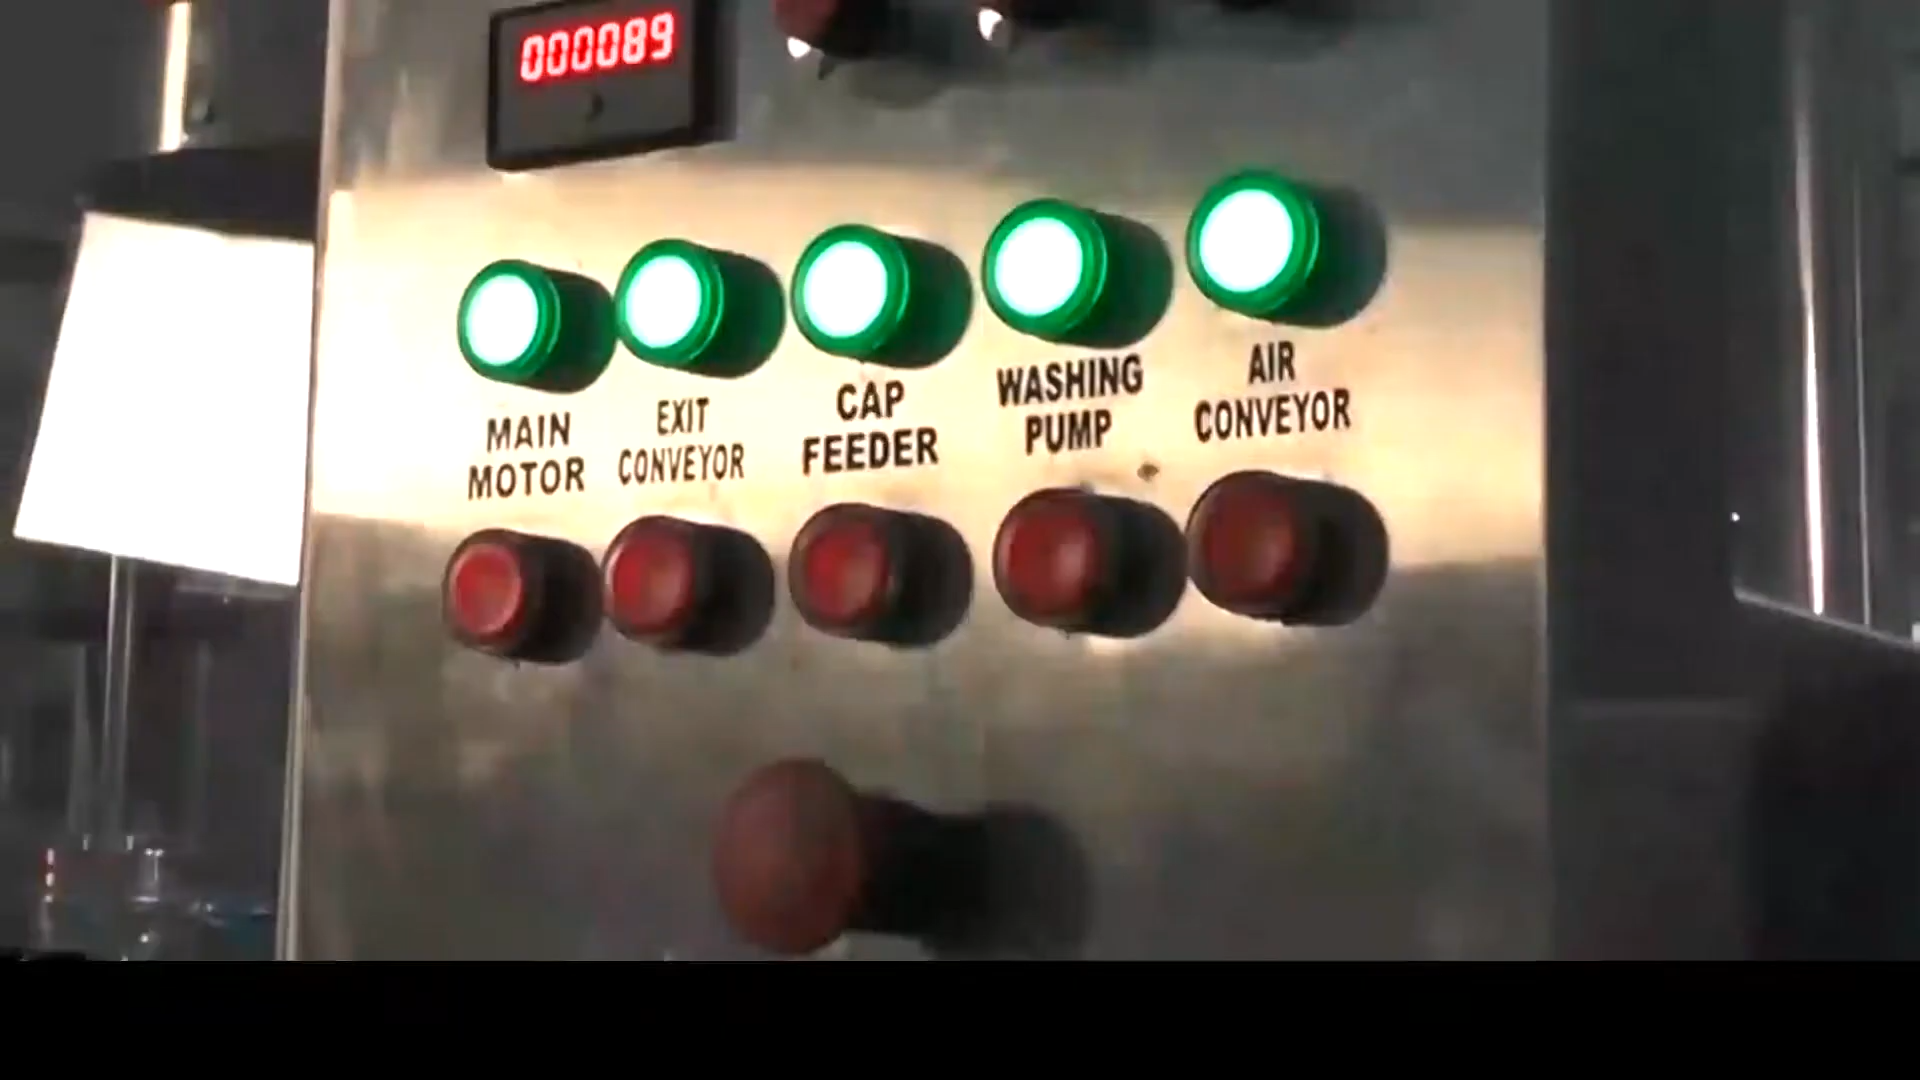 000089
MAIN
MOTOR
EXIT
CONVEYOR
CAP
FEEDER
WASHING
PUMP
AIR
CONVEYOR